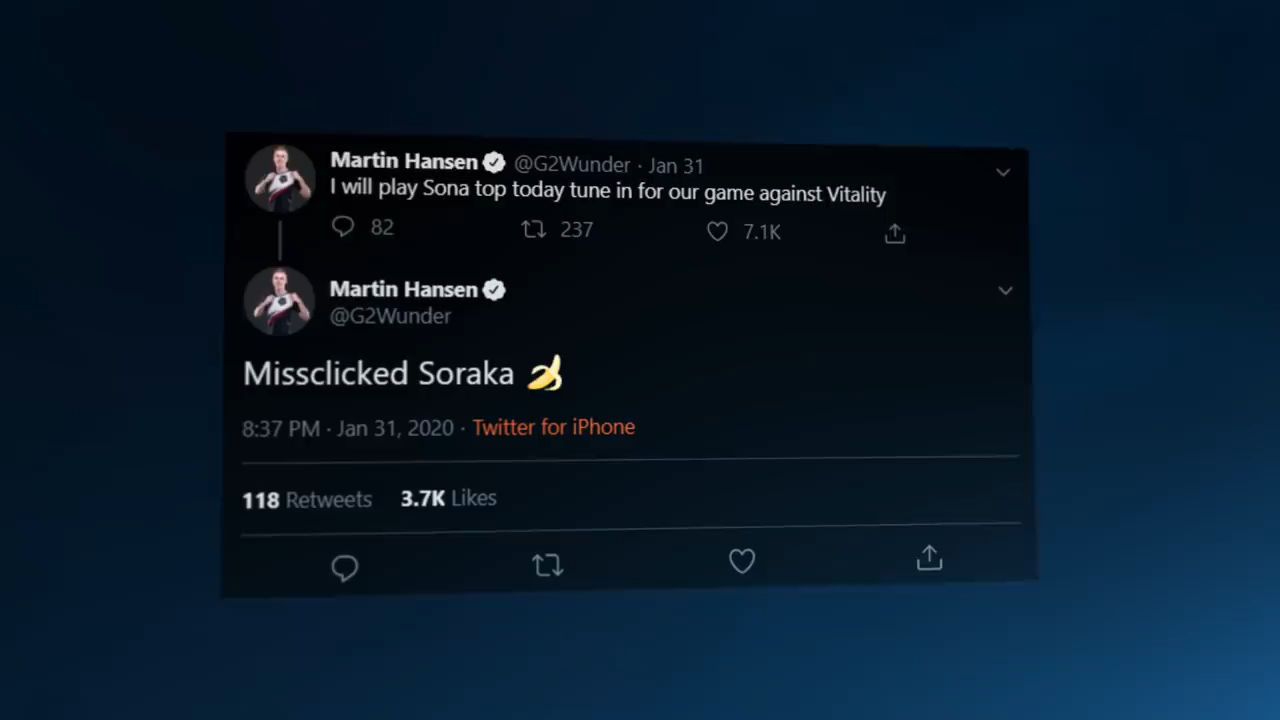 Martin Hansen @G2Wunder · Jan 31
I will play Sona top today tune in for our game against Vitality
82 237 7.1K
Martin Hansen
@G2Wunder
Missclicked Soraka 🍌
8:37 PM · Jan 31, 2020 · Twitter for iPhone
118 Retweets 3.7K Likes